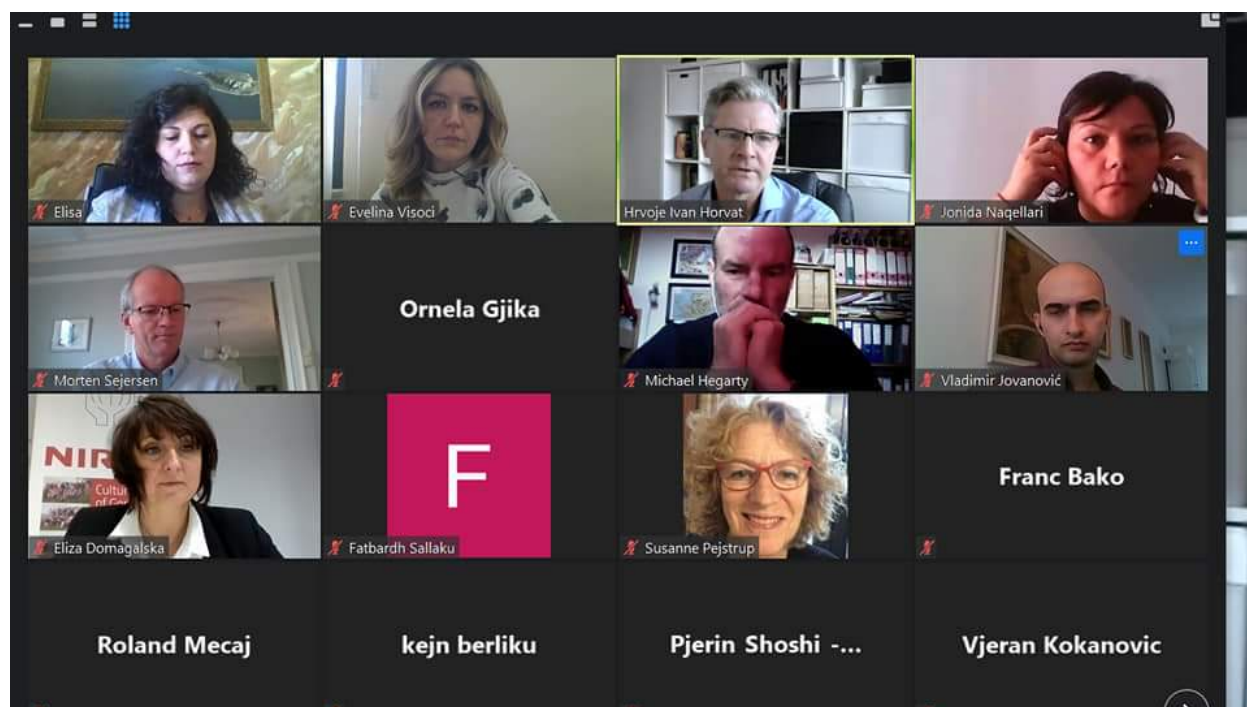 Elisa
Evelina Visoci
Hrvoje Ivan Horvat
Jonida Naqellari
Morten Sejersen
Ornela Gjika
Michael Hegarty
Vladimir Jovanović
NIR
Cultur
Eliza Domagalska
F
Fatbardh Sallaku
Susanne Pejstrup
Franc Bako
Roland Mecaj
kejn berliku
Pjerin Shoshi -...
Vjeran Kokanovic